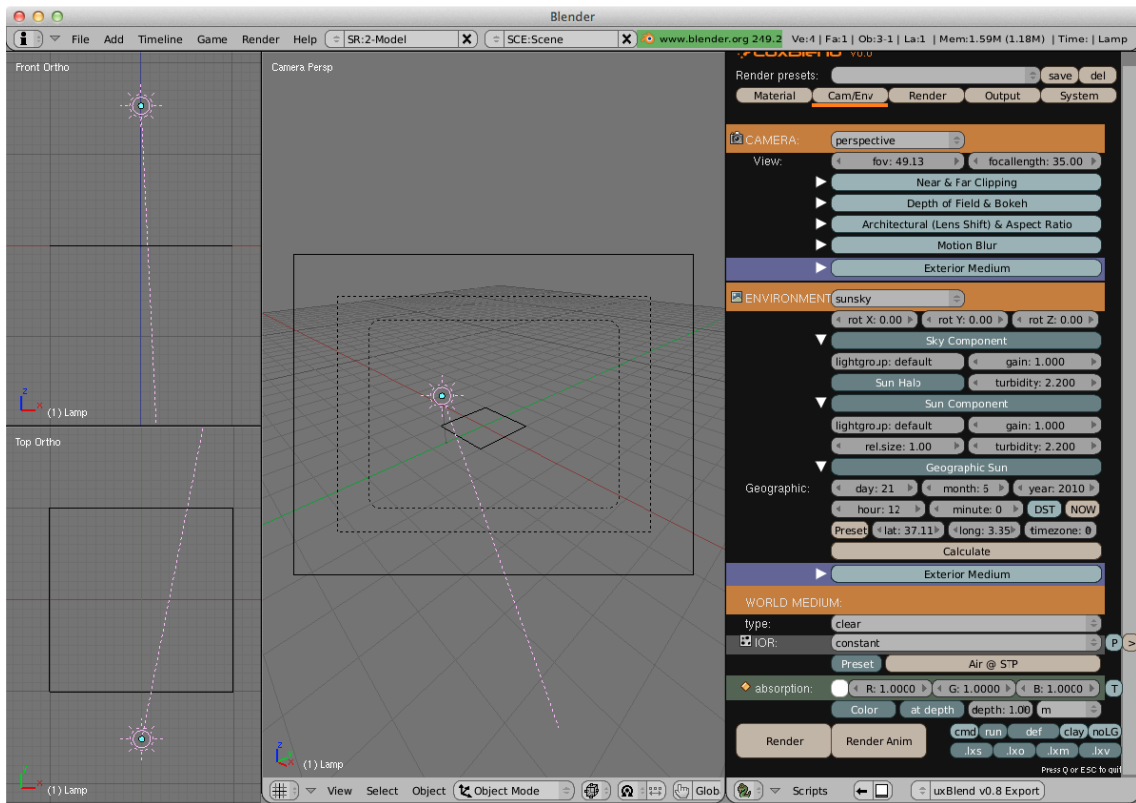 Blender
File Add Timeline Game Render Help SR:2-Model X SCE:Scene X www.blender.org 249.2 Ve:4 | Fa:1 | Ob:3-1 | La:1 | Mem:1.59M (1.18M) | Time: | Lamp
Front Ortho
z
x
(1) Lamp
Top Ortho
y
x
(1) Lamp
Camera Persp
z
x
(1) Lamp
View Select Object Object Mode Glob
LuxBlend v0.8
Render presets: save del
Material Cam/Env Render Output System
CAMERA: perspective
View: fov: 49.13 focallength: 35.00
Near & Far Clipping
Depth of Field & Bokeh
Architectural (Lens Shift) & Aspect Ratio
Motion Blur
Exterior Medium
ENVIRONMENT sunsky
rot X: 0.00 rot Y: 0.00 rot Z: 0.00
Sky Component
lightgroup: default gain: 1.000
Sun Halo turbidity: 2.200
Sun Component
lightgroup: default gain: 1.000
rel.size: 1.00 turbidity: 2.200
Geographic Sun
Geographic: day: 21 month: 6 year: 2010
hour: 12 minute: 0 DST NOW
Preset lat: 37.11 long: 3.35 timezone: 0
Calculate
Exterior Medium
WORLD MEDIUM:
type: clear
IOR: constant P >
Preset Air @ STP
absorption: R: 1.0000 G: 1.0000 B: 1.0000 T
Color at depth depth: 1.00 m
Render Render Anim cmd run def clay noLG
.lxs .lxo .lxm .lxv
Press Q or ESC to quit
Scripts uxBlend v0.8 Export